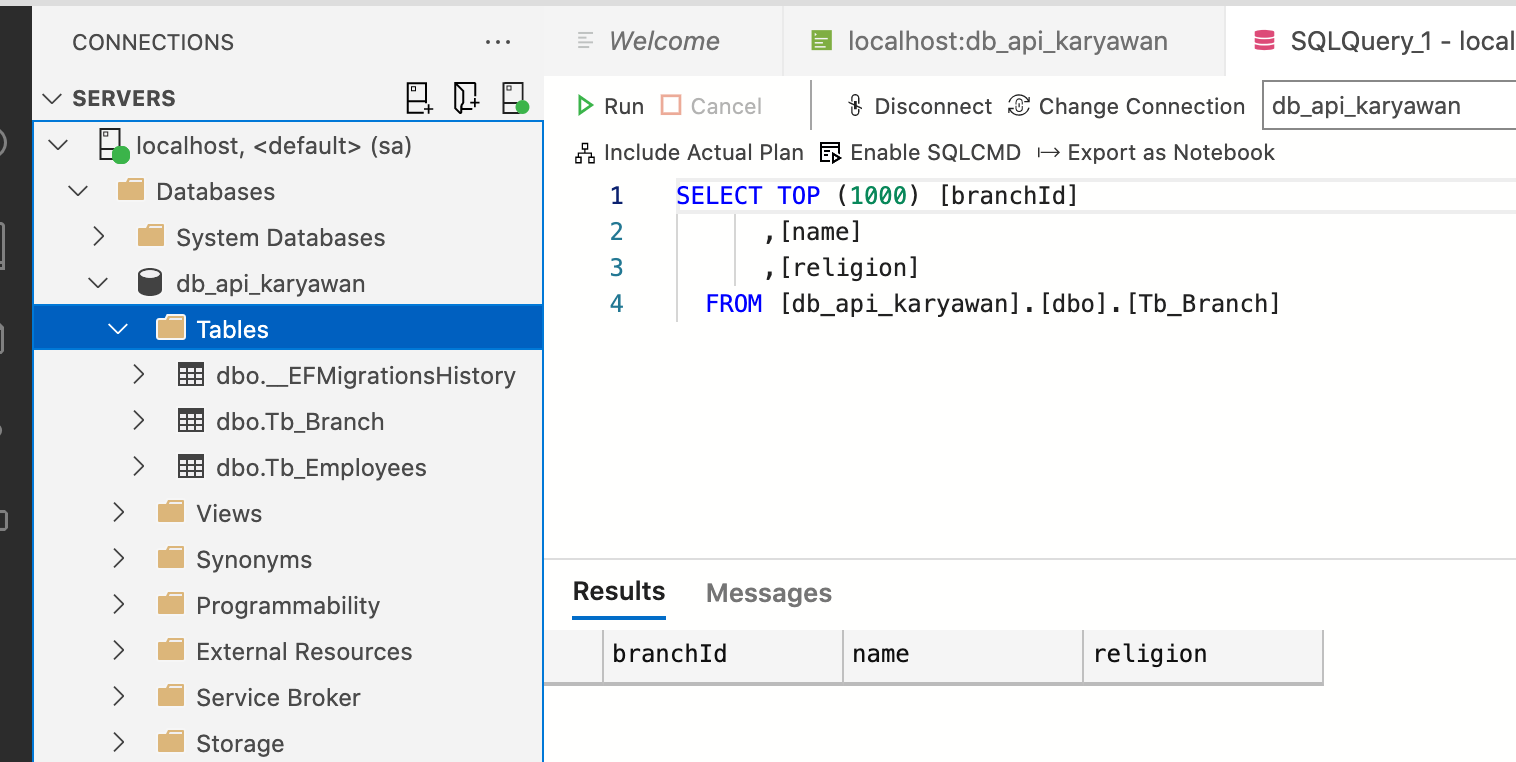 CONNECTIONS
SERVERS
localhost, <default> (sa)
Databases
System Databases
db_api_karyawan
Tables
dbo.__EFMigrationsHistory
dbo.Tb_Branch
dbo.Tb_Employees
Views
Synonyms
Programmability
External Resources
Service Broker
Storage
Welcome
localhost:db_api_karyawan
SQLQuery_1 - local
Run Cancel Disconnect Change Connection db_api_karyawan
Include Actual Plan Enable SQLCMD Export as Notebook
1 SELECT TOP (1000) [branchId]
2 ,[name]
3 ,[religion]
4 FROM [db_api_karyawan].[dbo].[Tb_Branch]
Results Messages
branchId name religion